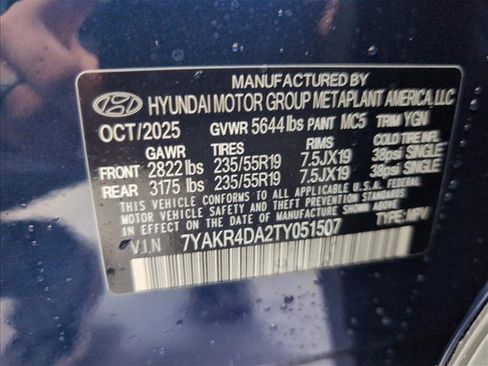 MANUFACTURED BY
HYUNDAI MOTOR GROUP METAPLANT AMERICA, LLC
OCT/2025 GVWR 5644 lbs PAINT MC5 TRIM YGN
GAWR TIRES RIMS COLD TIRE INFL
FRONT 2822 lbs 235/55R19 7.5JX19 38psi SINGLE
REAR 3175 lbs 235/55R19 7.5JX19 38psi SINGLE
THIS VEHICLE CONFORMS TO ALL APPLICABLE U.S.A. FEDERAL
MOTOR VEHICLE SAFETY STANDARDS IN EFFECT ON
THE DATE OF MANUFACTURE SHOWN ABOVE.
V.I.N 7YAKR4DA2TY051507 TYPE: MPV